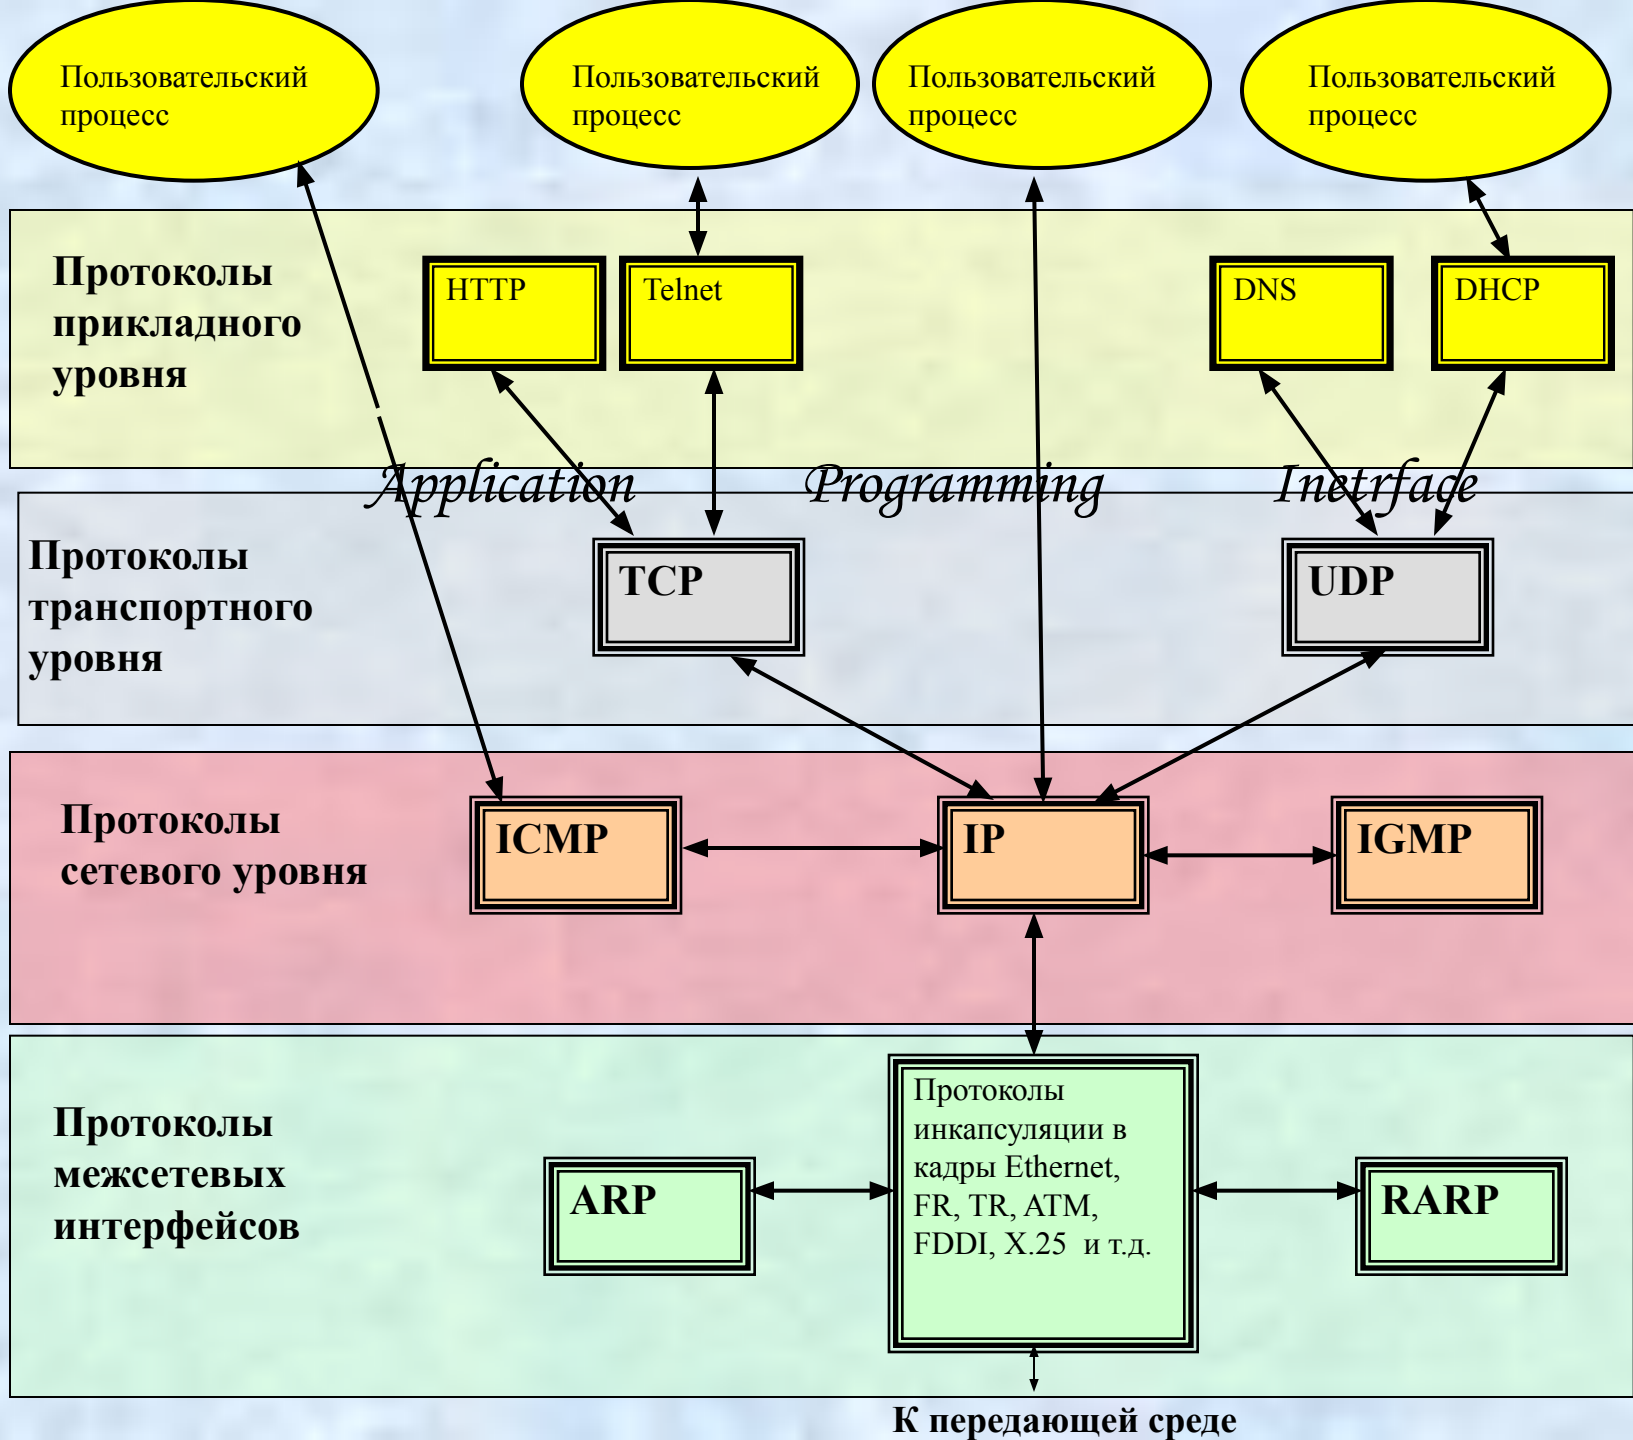 Пользовательский
процесс
Пользовательский
процесс
Пользовательский
процесс
Пользовательский
процесс
Протоколы
прикладного
уровня
HTTP
Telnet
DNS
DHCP
Application Programming Inetrface
Протоколы
транспортного
уровня
TCP
UDP
Протоколы
сетевого уровня
ICMP
IP
IGMP
Протоколы
межсетевых
интерфейсов
ARP
Протоколы
инкапсуляции в
кадры Ethernet,
FR, TR, ATM,
FDDI, X.25 и т.д.
RARP
К передающей среде